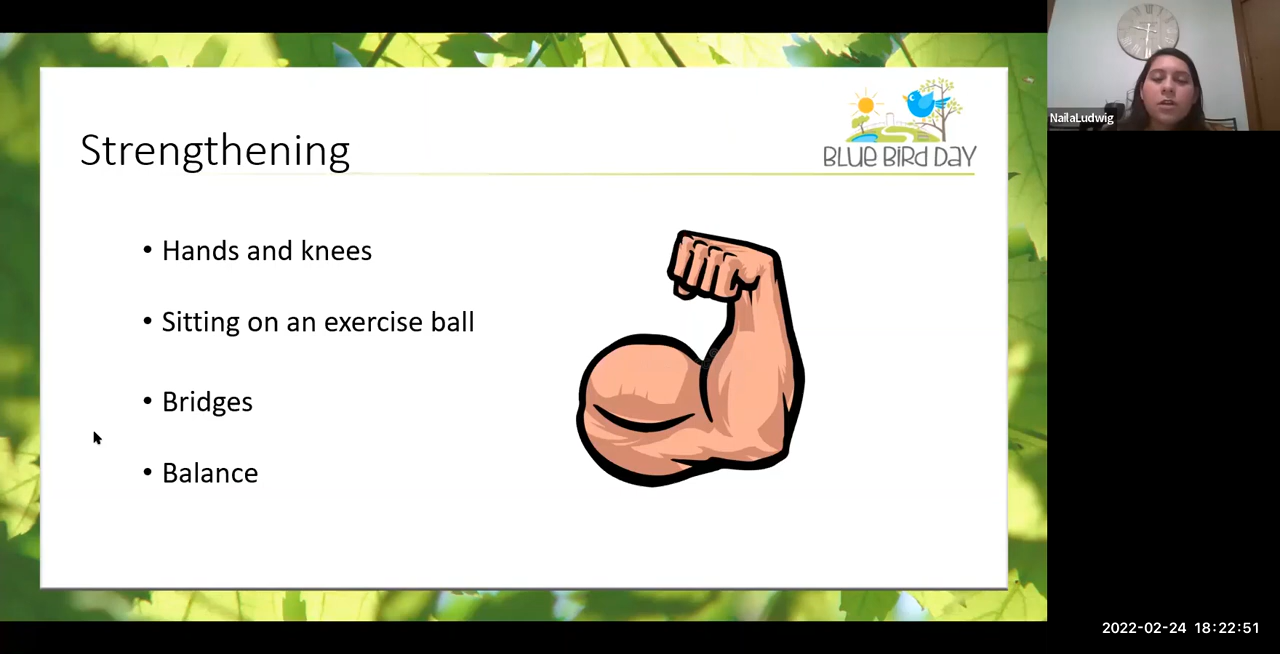 Strengthening
BLUE BIRD DAY
• Hands and knees
• Sitting on an exercise ball
• Bridges
• Balance
NailaLudwig
2022-02-24 18:22:51